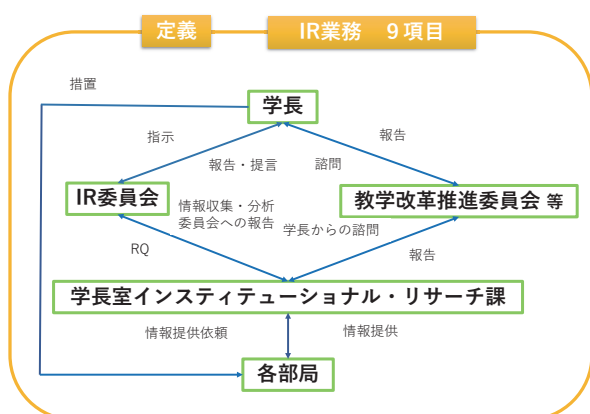 定義
IR業務　９項目
措置
学長
指示
報告
報告・提言
諮問
IR委員会
情報収集・分析
委員会への報告
教学改革推進委員会 等
学長からの諮問
RQ
報告
学長室インスティテューショナル・リサーチ課
情報提供依頼
情報提供
各部局